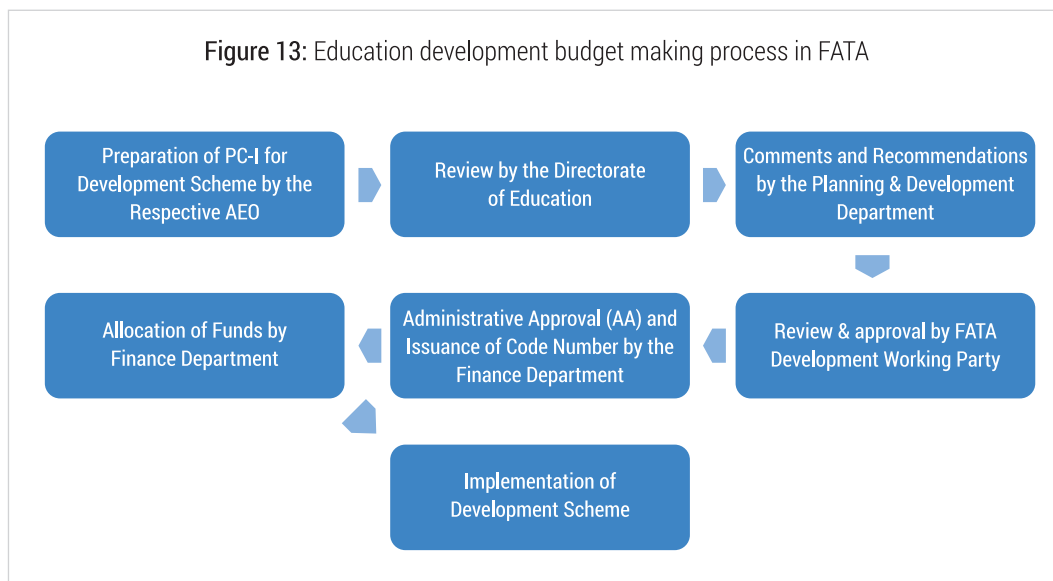 Figure 13: Education development budget making process in FATA
Preparation of PC-I for
Development Scheme by the
Respective AEO
Review by the Directorate
of Education
Comments and Recommendations
by the Planning & Development
Department
Review & approval by FATA
Development Working Party
Administrative Approval (AA) and
Issuance of Code Number by the
Finance Department
Allocation of Funds by
Finance Department
Implementation of
Development Scheme